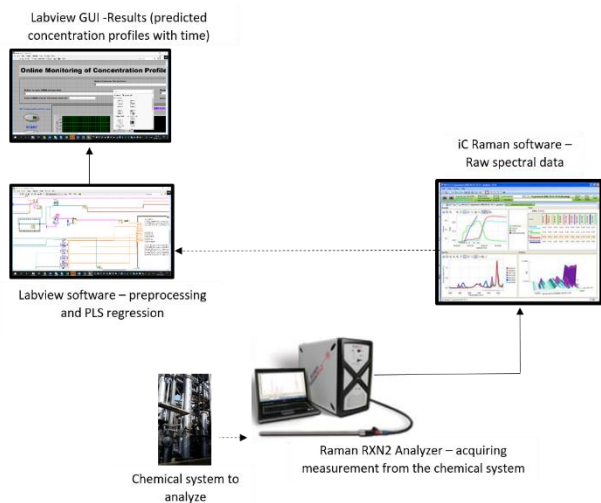 Labview GUI -Results (predicted
concentration profiles with time)
Online Monitoring of Concentration Profile
iC Raman software –
Raw spectral data
Labview software – preprocessing
and PLS regression
Raman RXN2 Analyzer – acquiring
measurement from the chemical system
Chemical system to
analyze